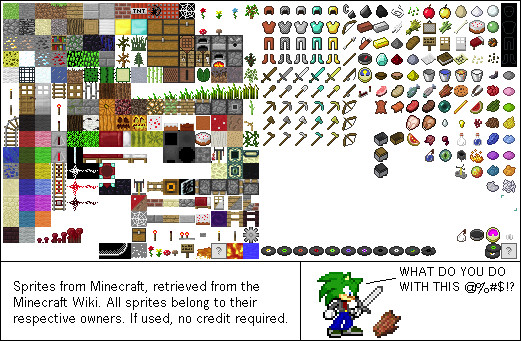 TNT
?
?
Sprites from Minecraft, retrieved from the
Minecraft Wiki. All sprites belong to their
respective owners. If used, no credit required.
WHAT DO YOU DO
WITH THIS @%#$!?